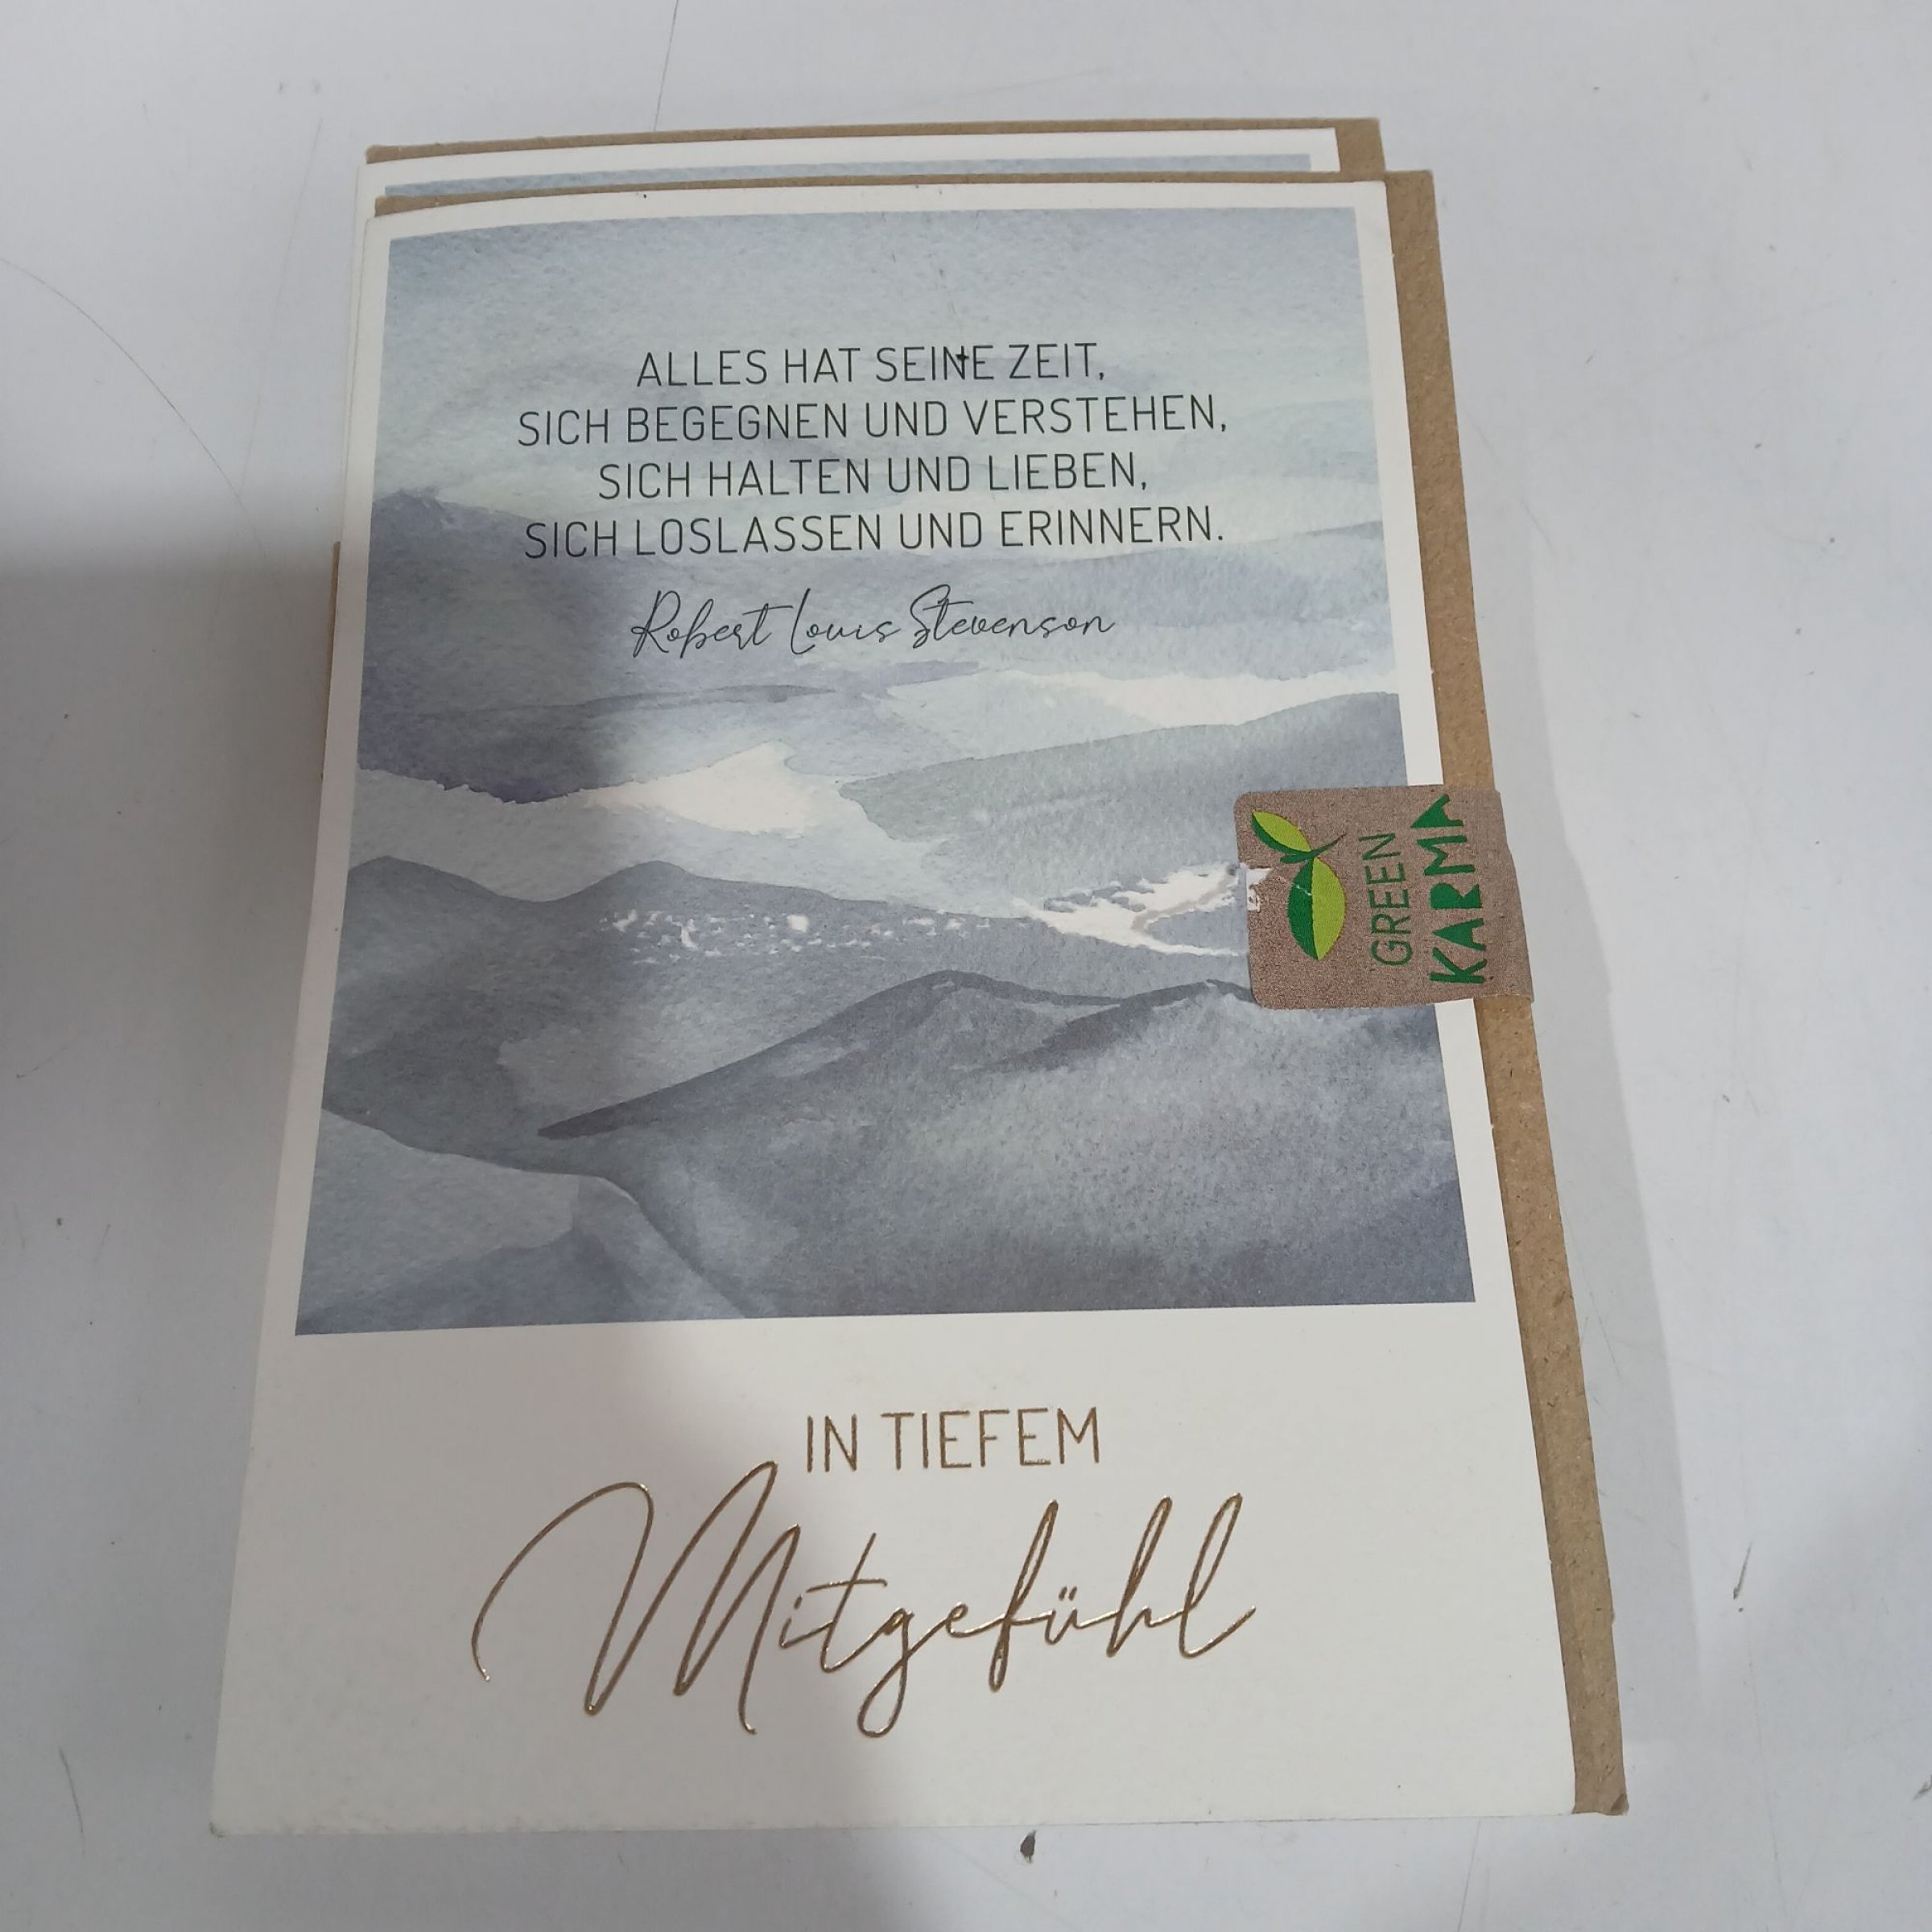 ALLES HAT SEINE ZEIT,
SICH BEGEGNEN UND VERSTEHEN,
SICH HALTEN UND LIEBEN,
SICH LOSLASSEN UND ERINNERN.
Robert Louis Stevenson
GREEN
KARMA
IN TIEFEM
Mitgefühl